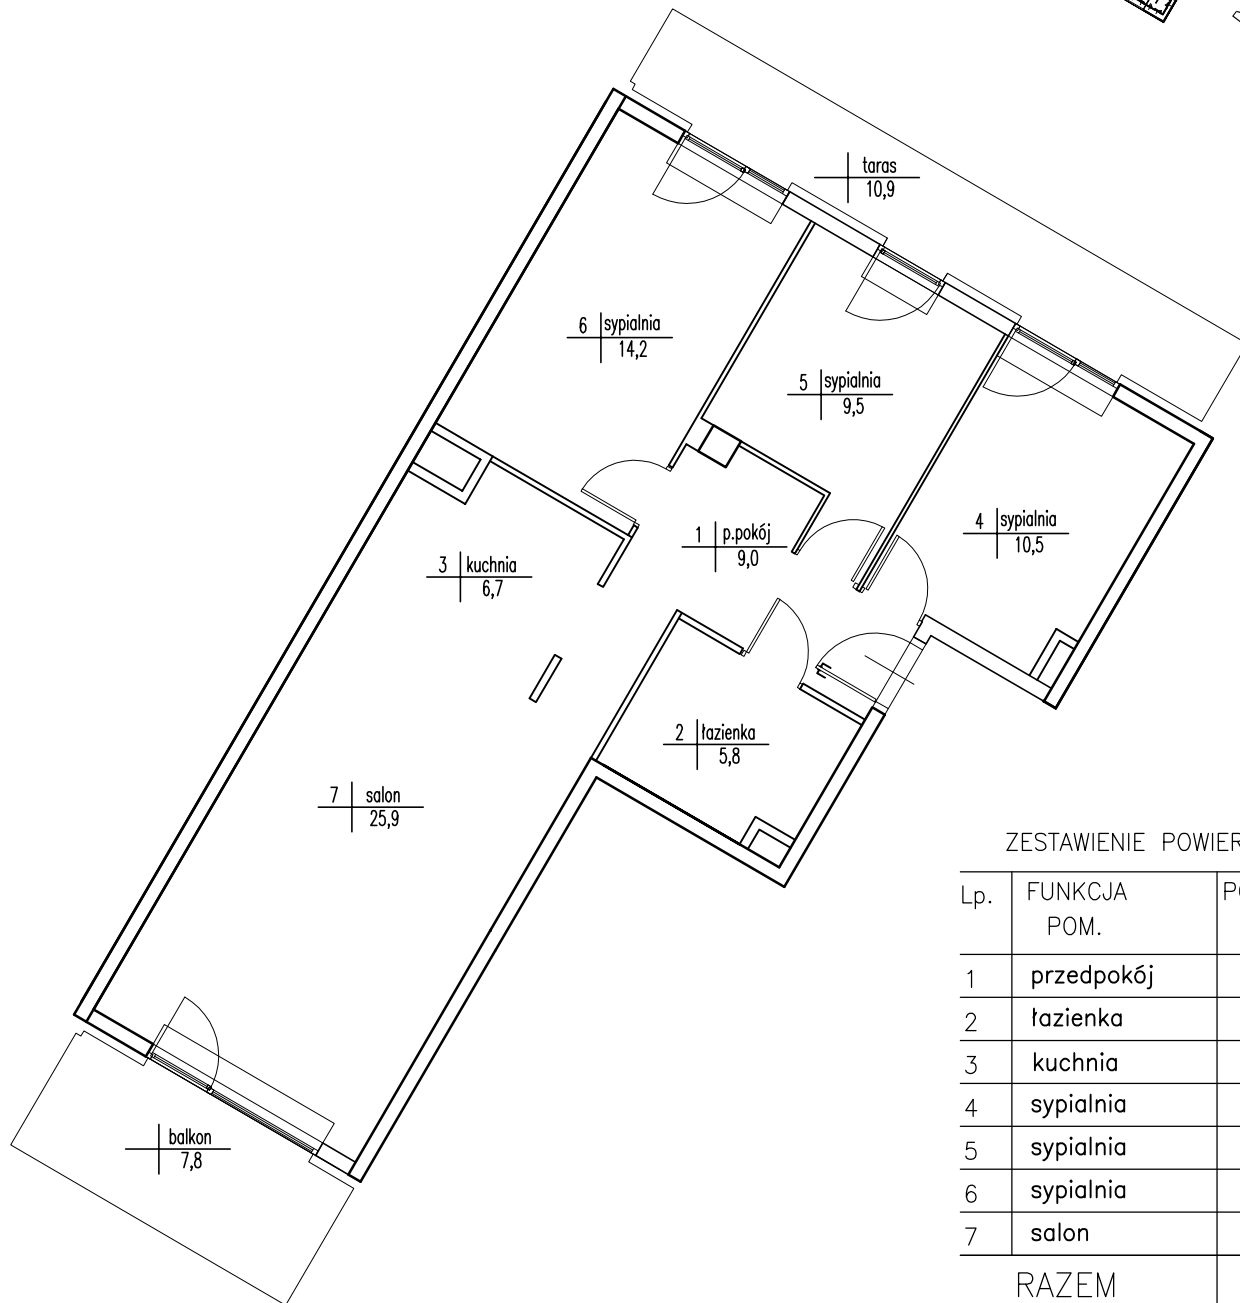 taras
10,9
6 sypialnia
14,2
5 sypialnia
9,5
4 sypialnia
10,5
1 p.pokój
9,0
3 kuchnia
6,7
2 łazienka
5,8
7 salon
25,9
balkon
7,8
ZESTAWIENIE POWIER
Lp. FUNKCJA PO
POM.
1 przedpokój
2 łazienka
3 kuchnia
4 sypialnia
5 sypialnia
6 sypialnia
7 salon
RAZEM